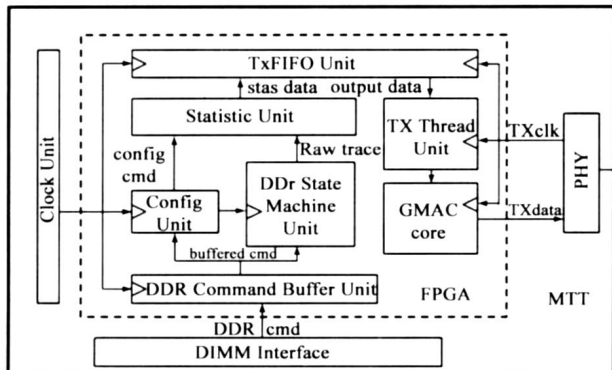 TxFIFO Unit
stas data output data
Statistic Unit
TX Thread
Unit
TXclk
config
cmd
Raw trace
Clock Unit
Config
Unit
DDr State
Machine
Unit
GMAC
core
PHY
TXdata
buffered cmd
DDR Command Buffer Unit
FPGA
MTT
DDR cmd
DIMM Interface